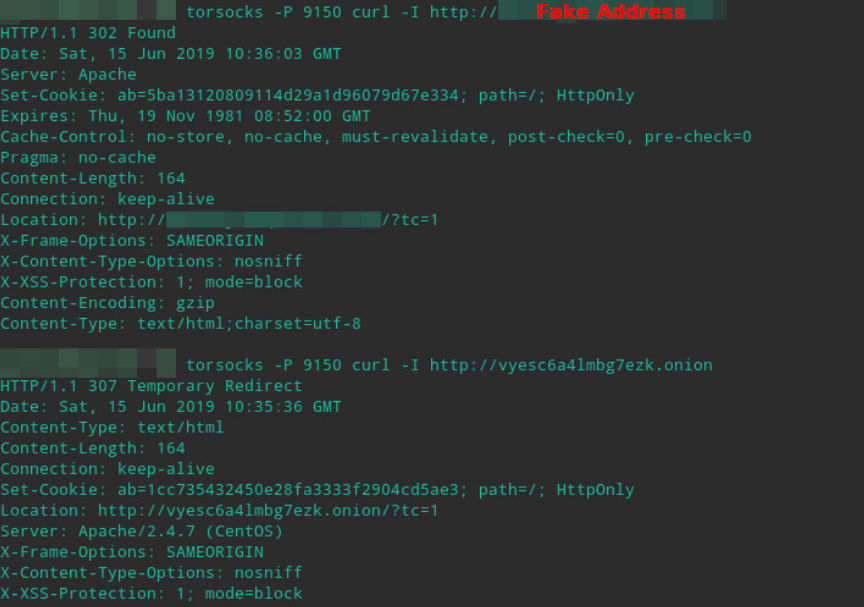 torsocks -P 9150 curl -I http:// Fake Address
HTTP/1.1 302 Found
Date: Sat, 15 Jun 2019 10:36:03 GMT
Server: Apache
Set-Cookie: ab=5ba13120809114d29a1d96079d67e334; path=/; HttpOnly
Expires: Thu, 19 Nov 1981 08:52:00 GMT
Cache-Control: no-store, no-cache, must-revalidate, post-check=0, pre-check=0
Pragma: no-cache
Content-Length: 164
Connection: keep-alive
Location: http:// /?tc=1
X-Frame-Options: SAMEORIGIN
X-Content-Type-Options: nosniff
X-XSS-Protection: 1; mode=block
Content-Encoding: gzip
Content-Type: text/html;charset=utf-8
torsocks -P 9150 curl -I http://vyesc6a4lmbg7ezk.onion
HTTP/1.1 307 Temporary Redirect
Date: Sat, 15 Jun 2019 10:35:36 GMT
Content-Type: text/html
Content-Length: 164
Connection: keep-alive
Set-Cookie: ab=1cc735432450e28fa3333f2904cd5ae3; path=/; HttpOnly
Location: http://vyesc6a4lmbg7ezk.onion/?tc=1
Server: Apache/2.4.7 (CentOS)
X-Frame-Options: SAMEORIGIN
X-Content-Type-Options: nosniff
X-XSS-Protection: 1; mode=block